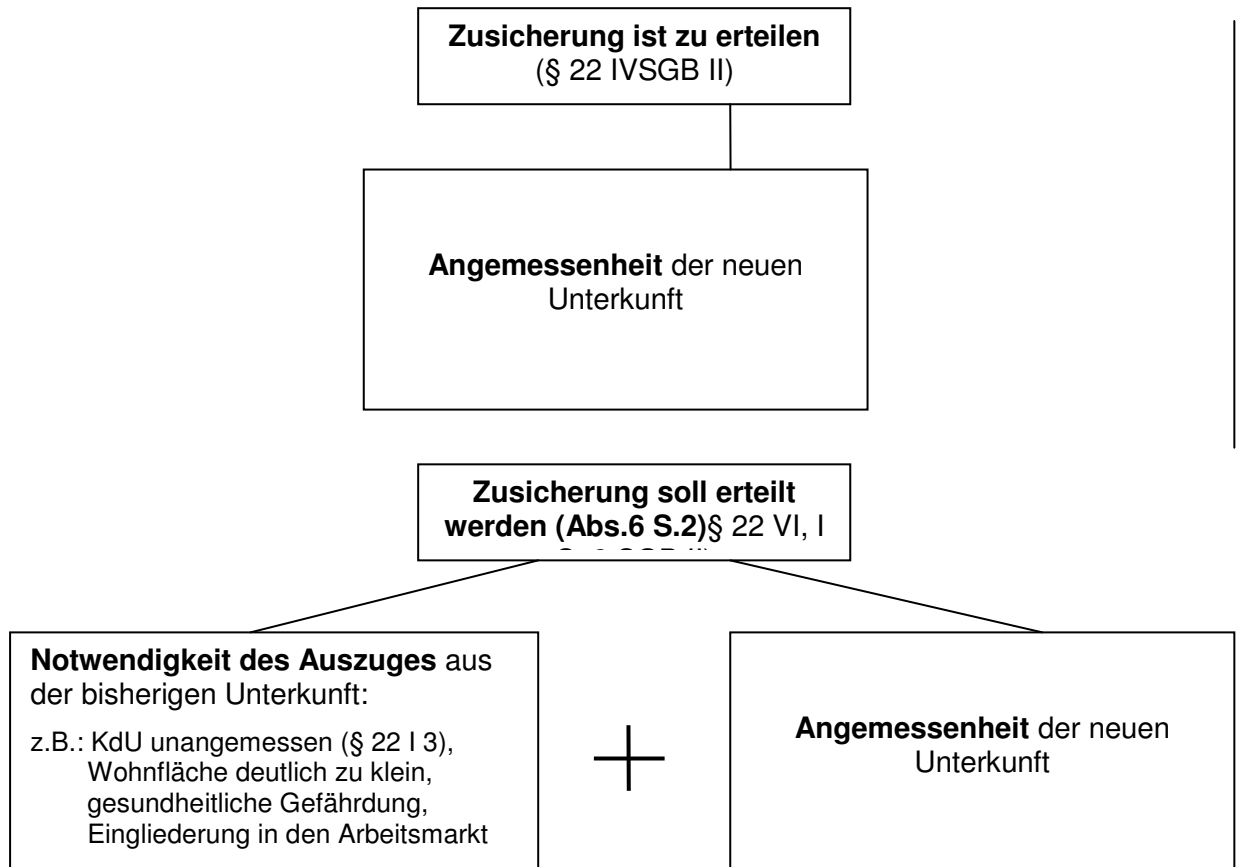 Zusicherung ist zu erteilen
(§ 22 IVSGB II)
Angemessenheit der neuen
Unterkunft
Zusicherung soll erteilt
werden (Abs.6 S.2)§ 22 VI, I
Notwendigkeit des Auszuges aus
der bisherigen Unterkunft:
z.B.: KdU unangemessen (§ 22 I 3),
Wohnfläche deutlich zu klein,
gesundheitliche Gefährdung,
Eingliederung in den Arbeitsmarkt
Angemessenheit der neuen
Unterkunft